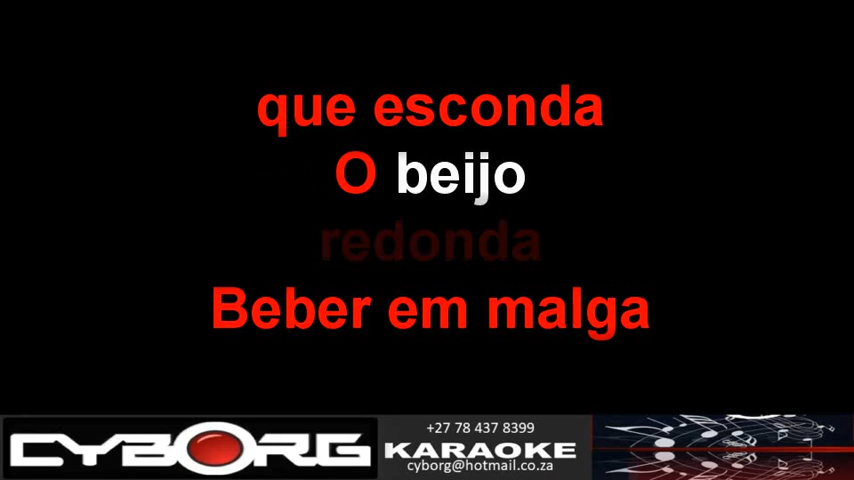 que esconda
O beijo
redonda
Beber em malga
CYBORG
+27 78 437 8399
KARAOKE
cyborg@hotmail.co.za